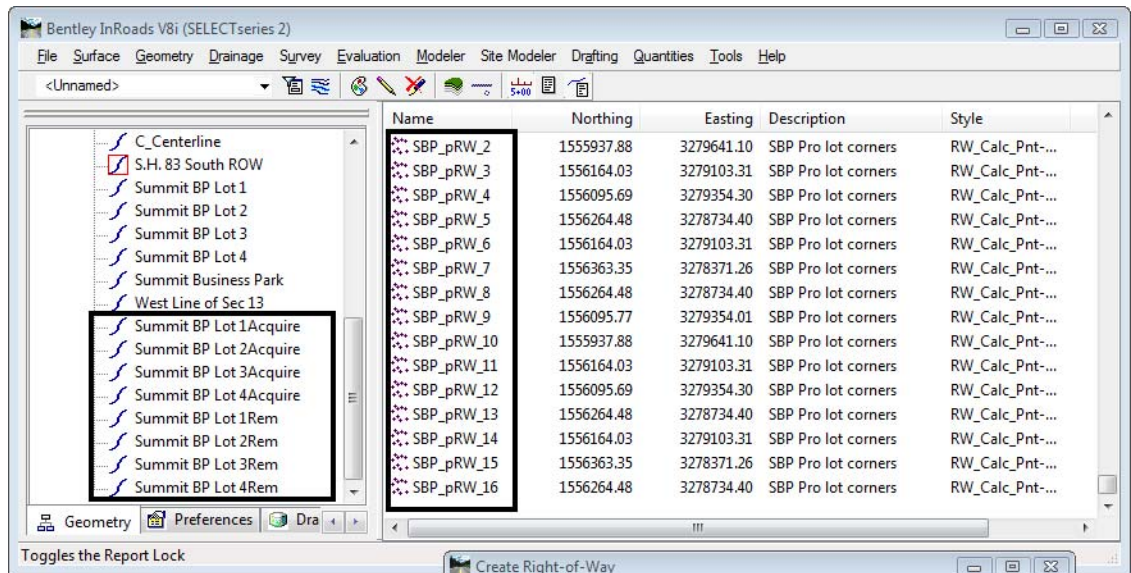 Bentley InRoads V8i (SELECTseries 2)
File Surface Geometry Drainage Survey Evaluation Modeler Site Modeler Drafting Quantities Tools Help
<Unnamed>
5+00
C_Centerline
S.H. 83 South ROW
Summit BP Lot 1
Summit BP Lot 2
Summit BP Lot 3
Summit BP Lot 4
Summit Business Park
West Line of Sec 13
Summit BP Lot 1Acquire
Summit BP Lot 2Acquire
Summit BP Lot 3Acquire
Summit BP Lot 4Acquire
Summit BP Lot 1Rem
Summit BP Lot 2Rem
Summit BP Lot 3Rem
Summit BP Lot 4Rem
Geometry Preferences Dra
Name Northing Easting Description Style
SBP_pRW_2 1555937.88 3279641.10 SBP Pro lot corners RW_Calc_Pnt-...
SBP_pRW_3 1556164.03 3279103.31 SBP Pro lot corners RW_Calc_Pnt-...
SBP_pRW_4 1556095.69 3279354.30 SBP Pro lot corners RW_Calc_Pnt-...
SBP_pRW_5 1556264.48 3278734.40 SBP Pro lot corners RW_Calc_Pnt-...
SBP_pRW_6 1556164.03 3279103.31 SBP Pro lot corners RW_Calc_Pnt-...
SBP_pRW_7 1556363.35 3278371.26 SBP Pro lot corners RW_Calc_Pnt-...
SBP_pRW_8 1556264.48 3278734.40 SBP Pro lot corners RW_Calc_Pnt-...
SBP_pRW_9 1556095.77 3279354.01 SBP Pro lot corners RW_Calc_Pnt-...
SBP_pRW_10 1555937.88 3279641.10 SBP Pro lot corners RW_Calc_Pnt-...
SBP_pRW_11 1556164.03 3279103.31 SBP Pro lot corners RW_Calc_Pnt-...
SBP_pRW_12 1556095.69 3279354.30 SBP Pro lot corners RW_Calc_Pnt-...
SBP_pRW_13 1556264.48 3278734.40 SBP Pro lot corners RW_Calc_Pnt-...
SBP_pRW_14 1556164.03 3279103.31 SBP Pro lot corners RW_Calc_Pnt-...
SBP_pRW_15 1556363.35 3278371.26 SBP Pro lot corners RW_Calc_Pnt-...
SBP_pRW_16 1556264.48 3278734.40 SBP Pro lot corners RW_Calc_Pnt-...
Toggles the Report Lock
Create Right-of-Way